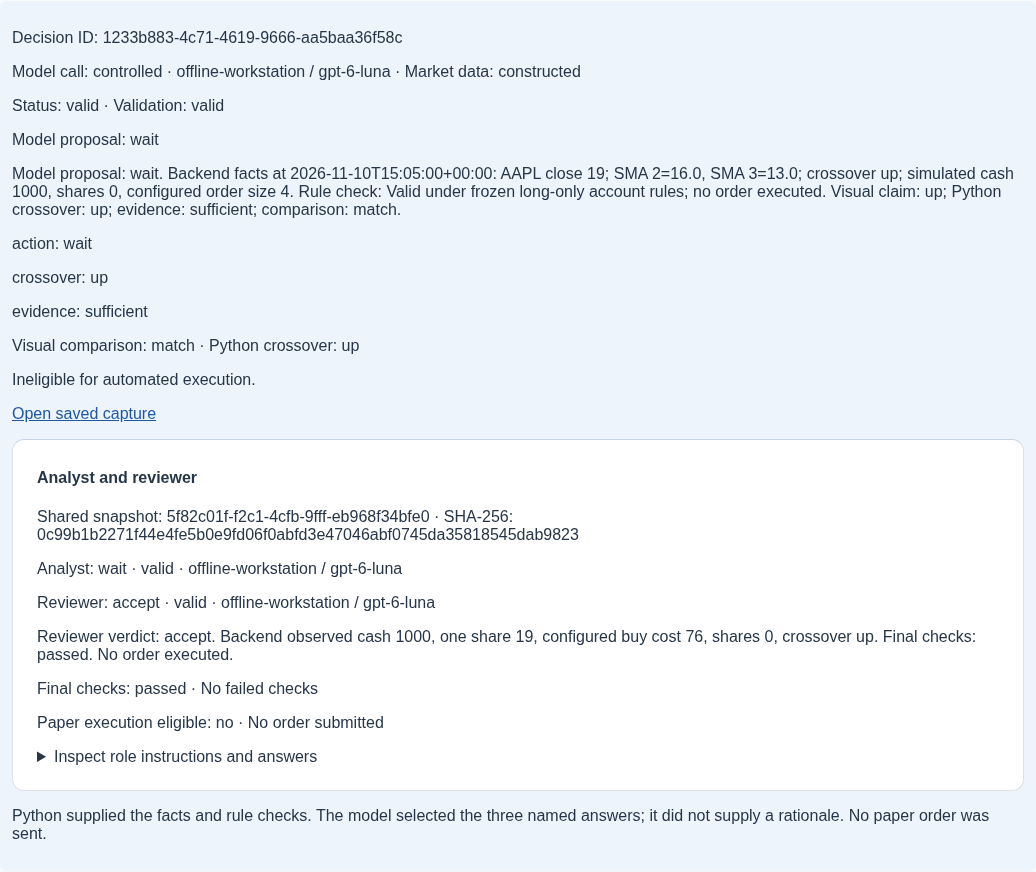 Decision ID: 1233b883-4c71-4619-9666-aa5baa36f58c
Model call: controlled · offline-workstation / gpt-6-luna · Market data: constructed
Status: valid · Validation: valid
Model proposal: wait
Model proposal: wait. Backend facts at 2026-11-10T15:05:00+00:00: AAPL close 19; SMA 2=16.0, SMA 3=13.0; crossover up; simulated cash
1000, shares 0, configured order size 4. Rule check: Valid under frozen long-only account rules; no order executed. Visual claim: up; Python
crossover: up; evidence: sufficient; comparison: match.
action: wait
crossover: up
evidence: sufficient
Visual comparison: match · Python crossover: up
Ineligible for automated execution.
Open saved capture
Analyst and reviewer
Shared snapshot: 5f82c01f-f2c1-4cfb-9fff-eb968f34bfe0 · SHA-256:
0c99b1b2271f44e4fe5b0e9fd06f0abfd3e47046abf0745da35818545dab9823
Analyst: wait · valid · offline-workstation / gpt-6-luna
Reviewer: accept · valid · offline-workstation / gpt-6-luna
Reviewer verdict: accept. Backend observed cash 1000, one share 19, configured buy cost 76, shares 0, crossover up. Final checks:
passed. No order executed.
Final checks: passed · No failed checks
Paper execution eligible: no · No order submitted
Inspect role instructions and answers
Python supplied the facts and rule checks. The model selected the three named answers; it did not supply a rationale. No paper order was
sent.